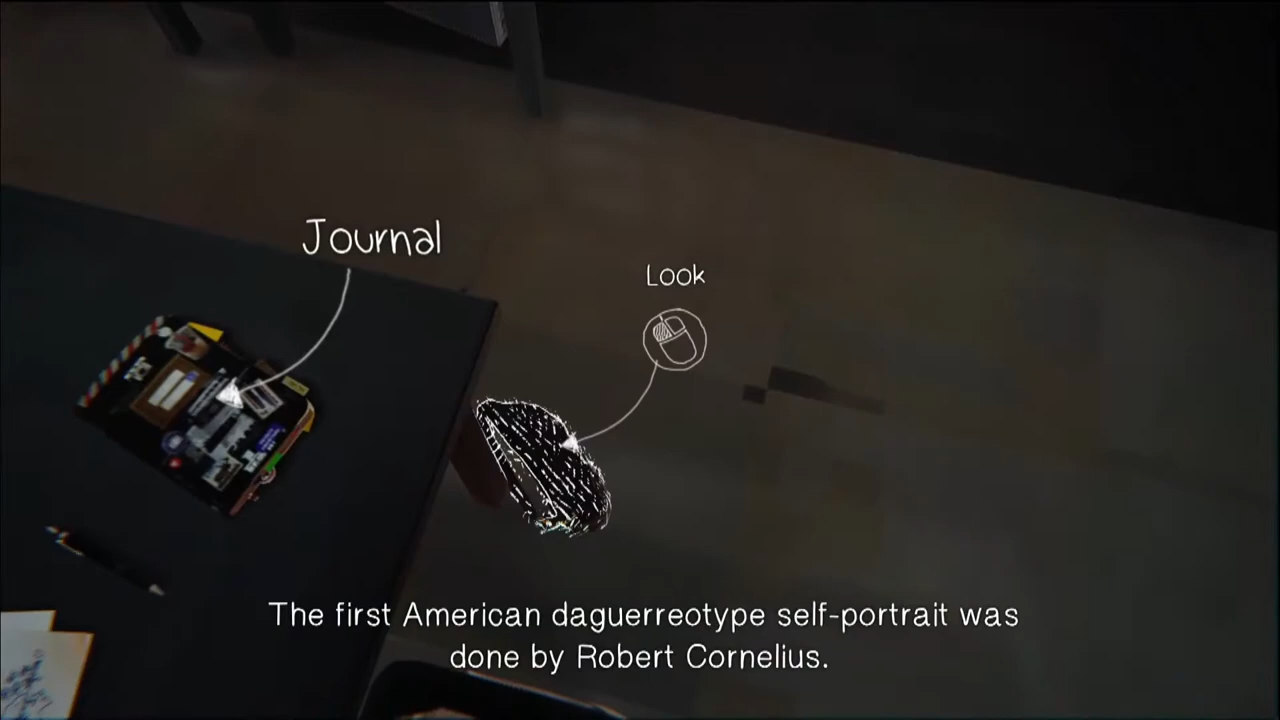 Journal
Look
The first American daguerreotype self-portrait was
done by Robert Cornelius.